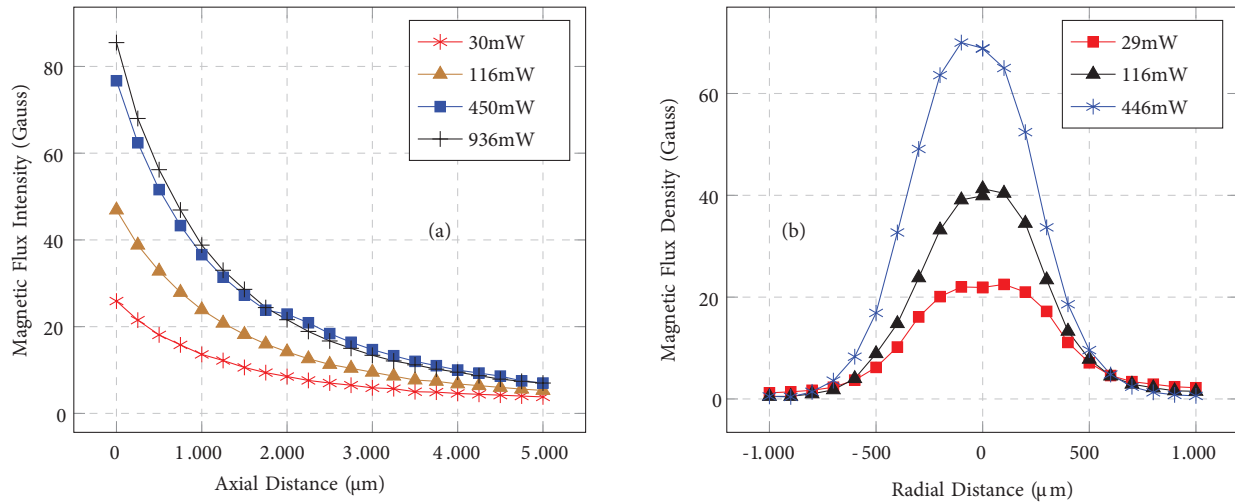 80
60
40
20
0
0
1.000
2.000
3.000
4.000
5.000
Magnetic Flux Intensity (Gauss)
Axial Distance (μm)
30mW
116mW
450mW
936mW
(a)
60
40
20
0
-1.000
-500
0
500
1.000
Magnetic Flux Density (Gauss)
Radial Distance (μm)
29mW
116mW
446mW
(b)